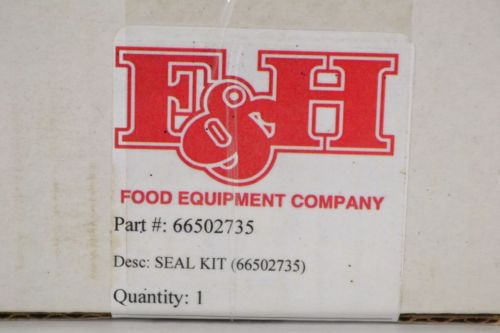 F&H
FOOD EQUIPMENT COMPANY
Part #: 66502735
Desc: SEAL KIT (66502735)
Quantity: 1